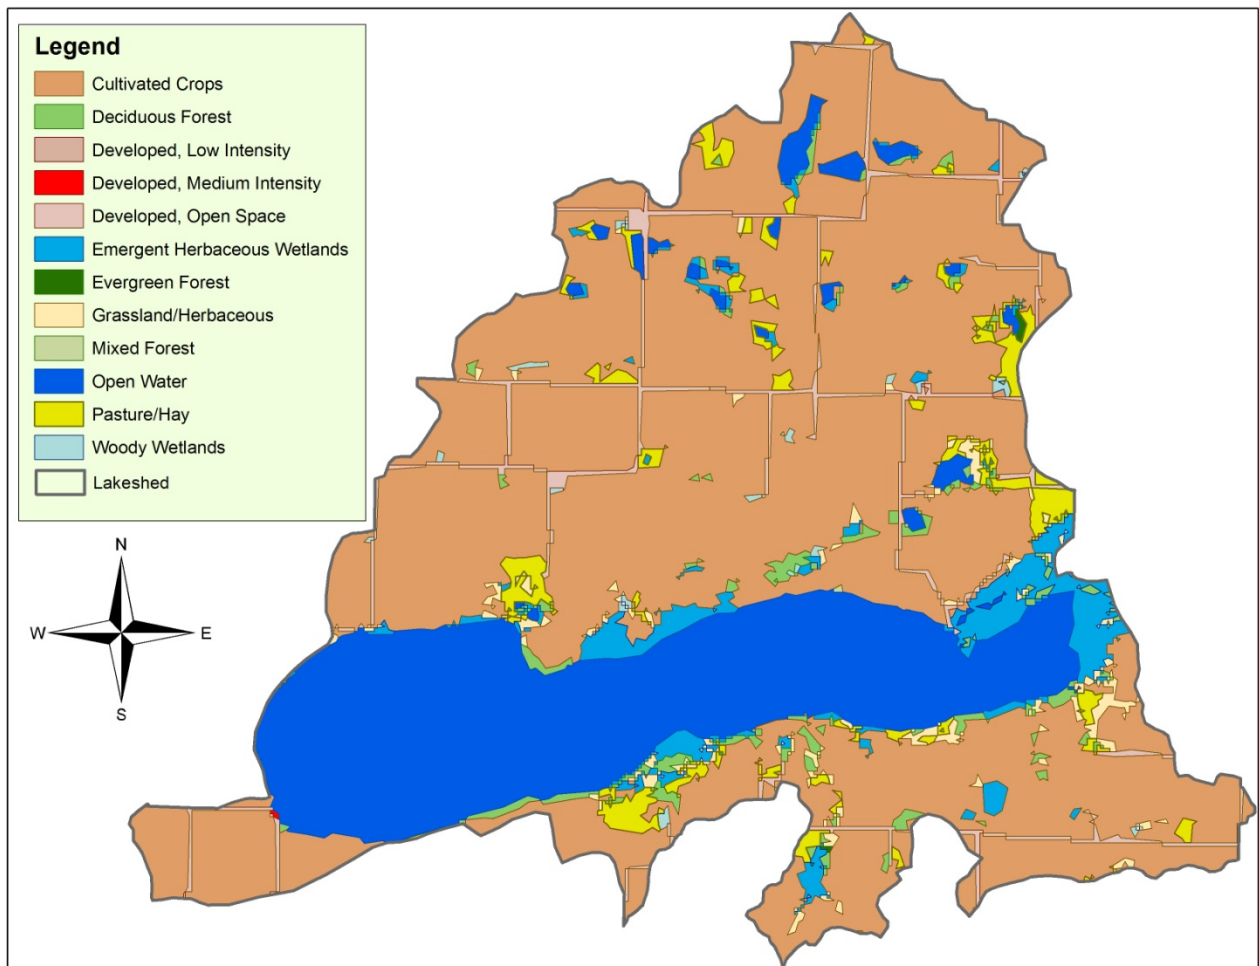 Legend
Cultivated Crops
Deciduous Forest
Developed, Low Intensity
Developed, Medium Intensity
Developed, Open Space
Emergent Herbaceous Wetlands
Evergreen Forest
Grassland/Herbaceous
Mixed Forest
Open Water
Pasture/Hay
Woody Wetlands
Lakeshed
N
W E
S